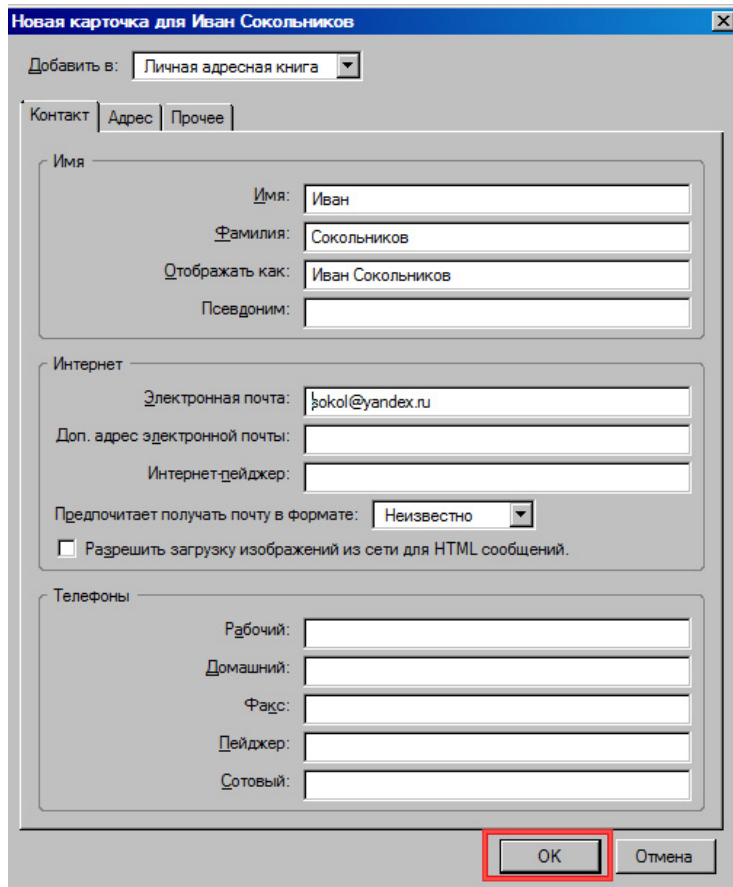 Новая карточка для Иван Сокольников
Добавить в: Личная адресная книга
Контакт Адрес Прочее
Имя
Имя: Иван
Фамилия: Сокольников
Отображать как: Иван Сокольников
Псевдоним:
Интернет
Электронная почта: sokol@yandex.ru
Доп. адрес электронной почты:
Интернет-пейджер:
Предпочитает получать почту в формате: Неизвестно
Разрешить загрузку изображений из сети для HTML сообщений.
Телефоны
Рабочий:
Домашний:
Факс:
Пейджер:
Сотовый:
ОК Отмена